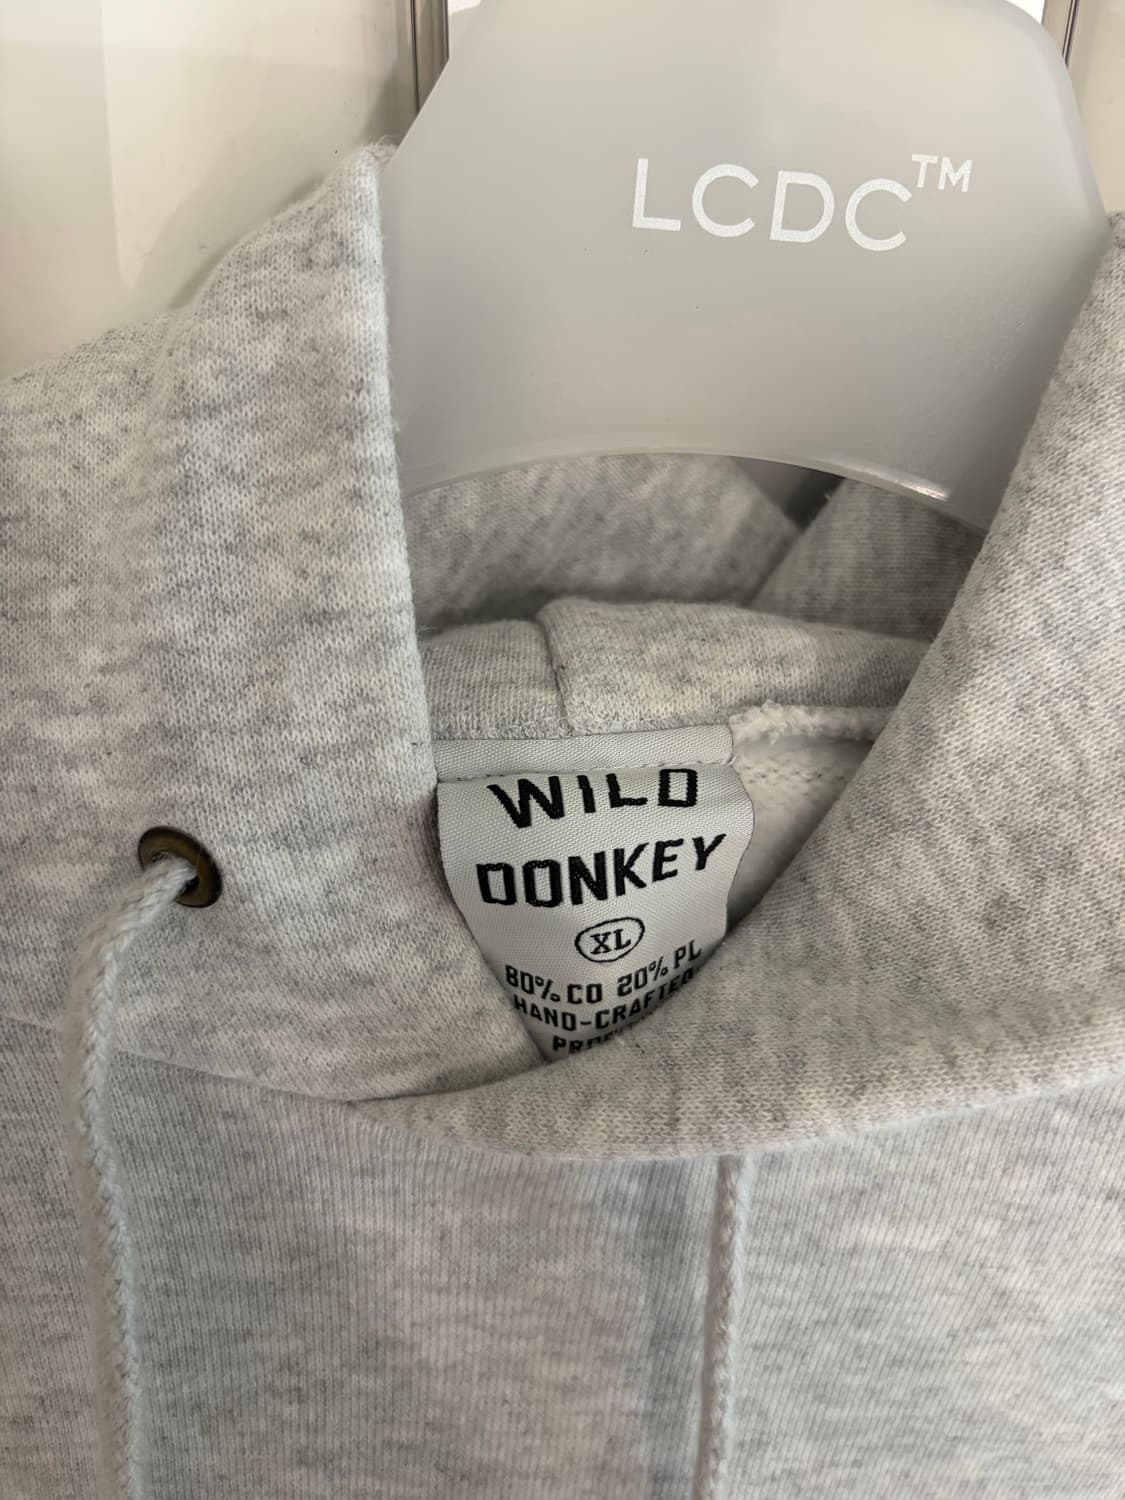 LCDC™
WILD
DONKEY
XL
80% CO 20% PL
HAND-CRAFTED